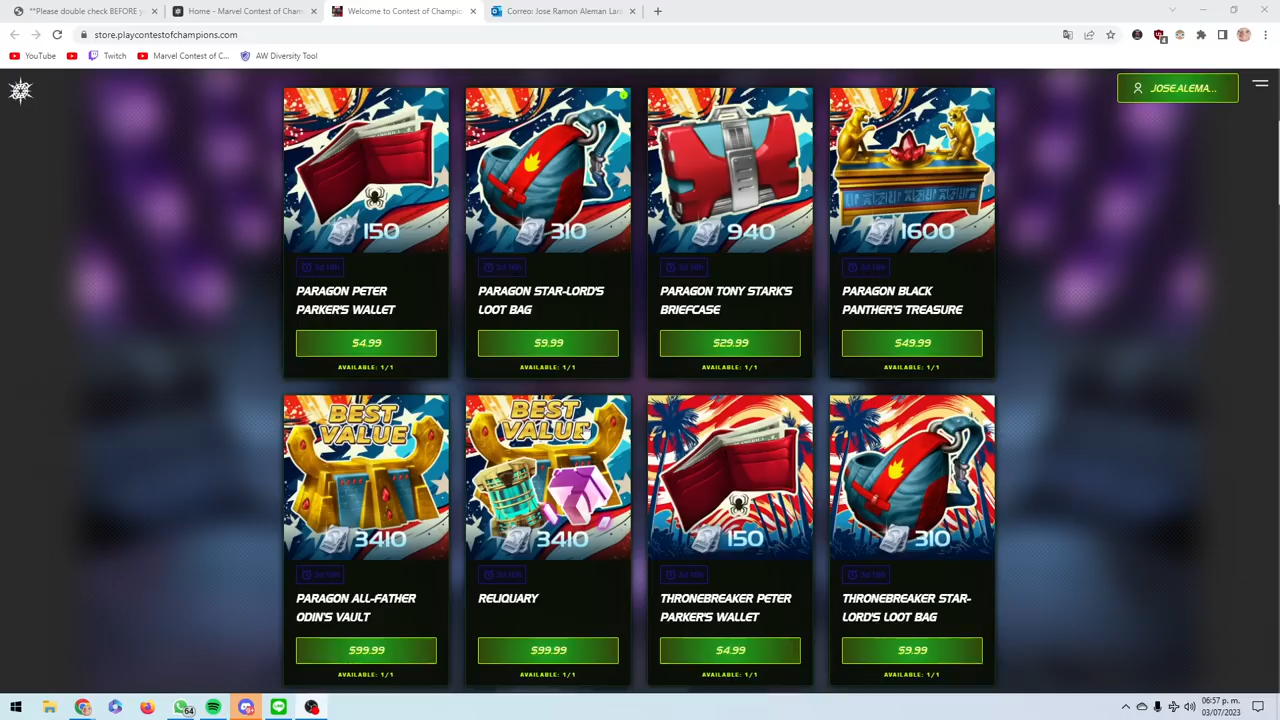 **Please double check BEFORE y
Home - Marvel Contest of Cham
Welcome to Contest of Champio
Correo: Jose Ramon Aleman Lar
store.playcontestofchampions.com
YouTube
Twitch
Marvel Contest of C...
AW Diversity Tool
JOSE.ALEMA...
150
310
940
1600
PARAGON PETER
PARKER'S WALLET
$4.99
AVAILABLE: 1/1
PARAGON STAR-LORD'S
LOOT BAG
$9.99
AVAILABLE: 1/1
PARAGON TONY STARK'S
BRIEFCASE
$29.99
AVAILABLE: 1/1
PARAGON BLACK
PANTHER'S TREASURE
$49.99
AVAILABLE: 1/1
BEST
VALUE
3410
BEST
VALUE
3410
150
310
PARAGON ALL-FATHER
ODIN'S VAULT
$99.99
AVAILABLE: 1/1
RELIQUARY
$99.99
AVAILABLE: 1/1
THRONEBREAKER PETER
PARKER'S WALLET
$4.99
AVAILABLE: 1/1
THRONEBREAKER STAR-
LORD'S LOOT BAG
$9.99
AVAILABLE: 1/1
64
06:57 p. m.
03/07/2023